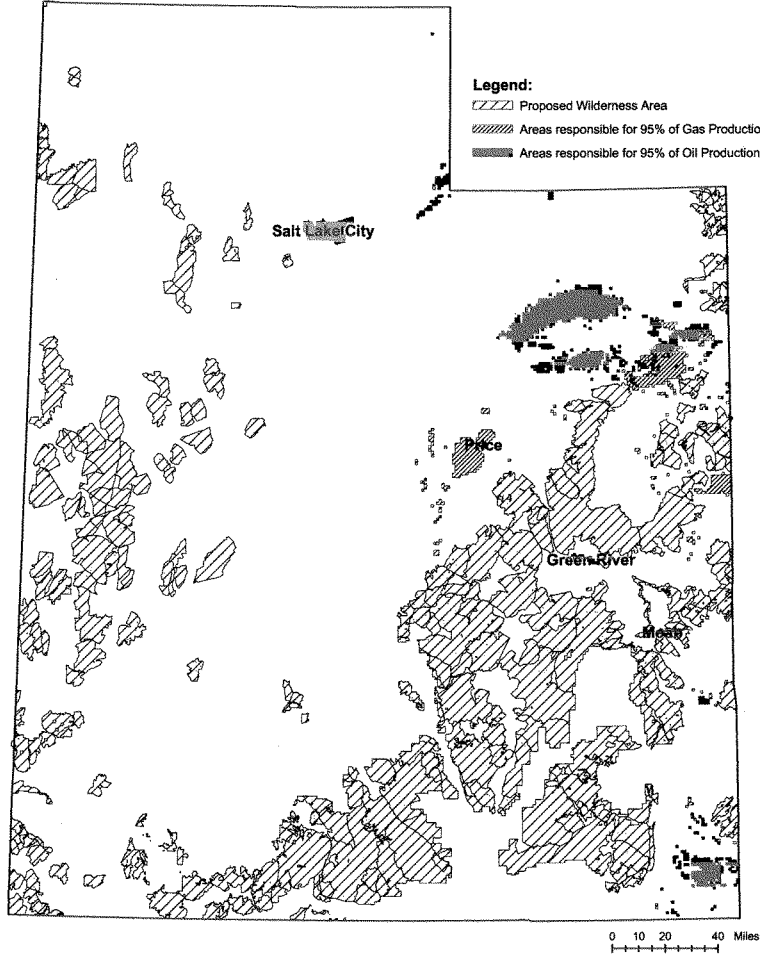 Legend:
Proposed Wilderness Area
Areas responsible for 95% of Gas Productio
Areas responsible for 95% of Oil Production
Salt Lake City
Price
Green River
Moab
0 10 20 40 Miles